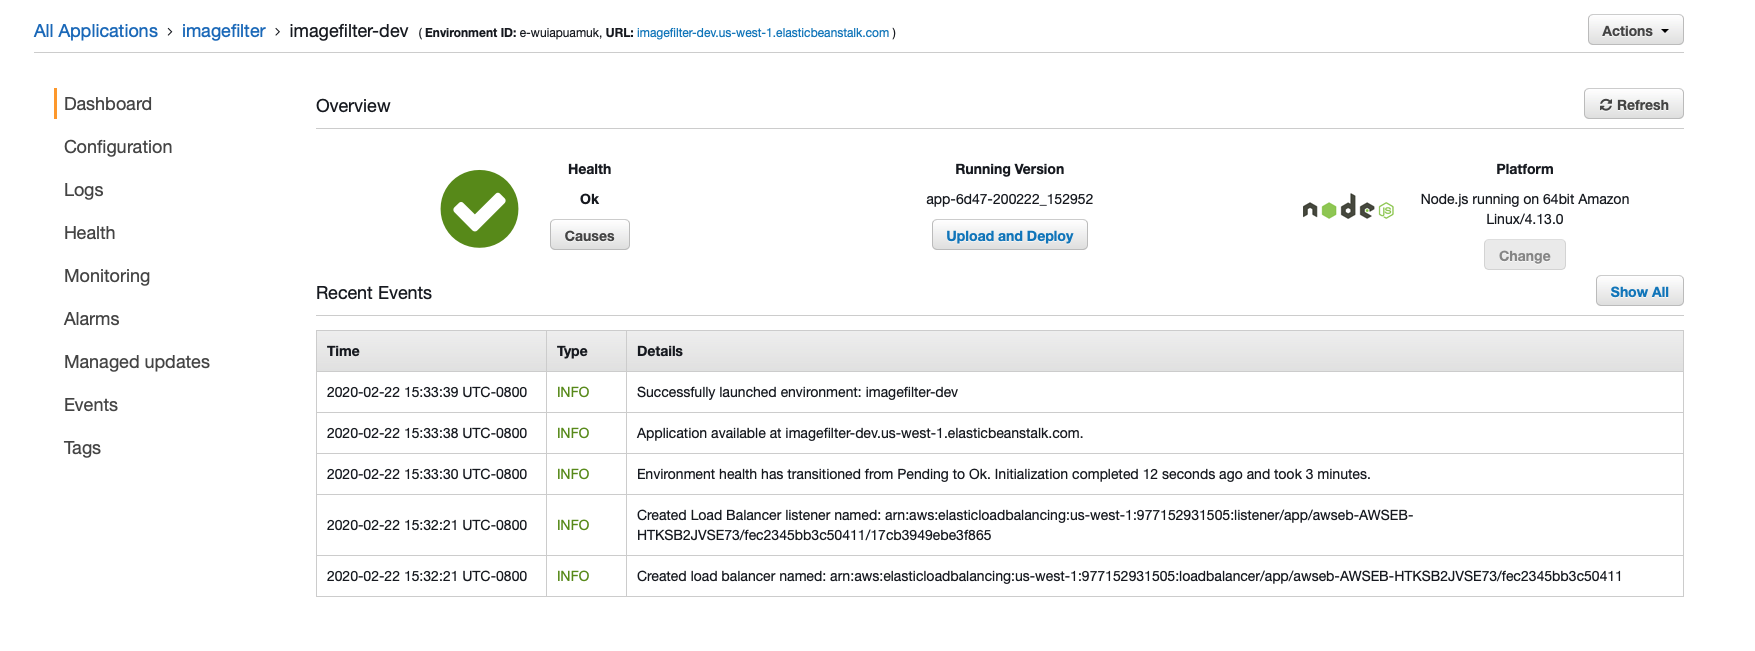 All Applications › imagefilter › imagefilter-dev ( Environment ID: e-wuiapuamuk, URL: imagefilter-dev.us-west-1.elasticbeanstalk.com )
Actions
Dashboard
Configuration
Logs
Health
Monitoring
Alarms
Managed updates
Events
Tags
Overview
Refresh
Health
Ok
Causes
Running Version
app-6d47-200222_152952
Upload and Deploy
node JS
Platform
Node.js running on 64bit Amazon
Linux/4.13.0
Change
Recent Events
Show All
Time Type Details
2020-02-22 15:33:39 UTC-0800 INFO Successfully launched environment: imagefilter-dev
2020-02-22 15:33:38 UTC-0800 INFO Application available at imagefilter-dev.us-west-1.elasticbeanstalk.com.
2020-02-22 15:33:30 UTC-0800 INFO Environment health has transitioned from Pending to Ok. Initialization completed 12 seconds ago and took 3 minutes.
2020-02-22 15:32:21 UTC-0800 INFO Created Load Balancer listener named: arn:aws:elasticloadbalancing:us-west-1:977152931505:listener/app/awseb-AWSEB-
HTKSB2JVSE73/fec2345bb3c50411/17cb3949ebe3f865
2020-02-22 15:32:21 UTC-0800 INFO Created load balancer named: arn:aws:elasticloadbalancing:us-west-1:977152931505:loadbalancer/app/awseb-AWSEB-HTKSB2JVSE73/fec2345bb3c50411